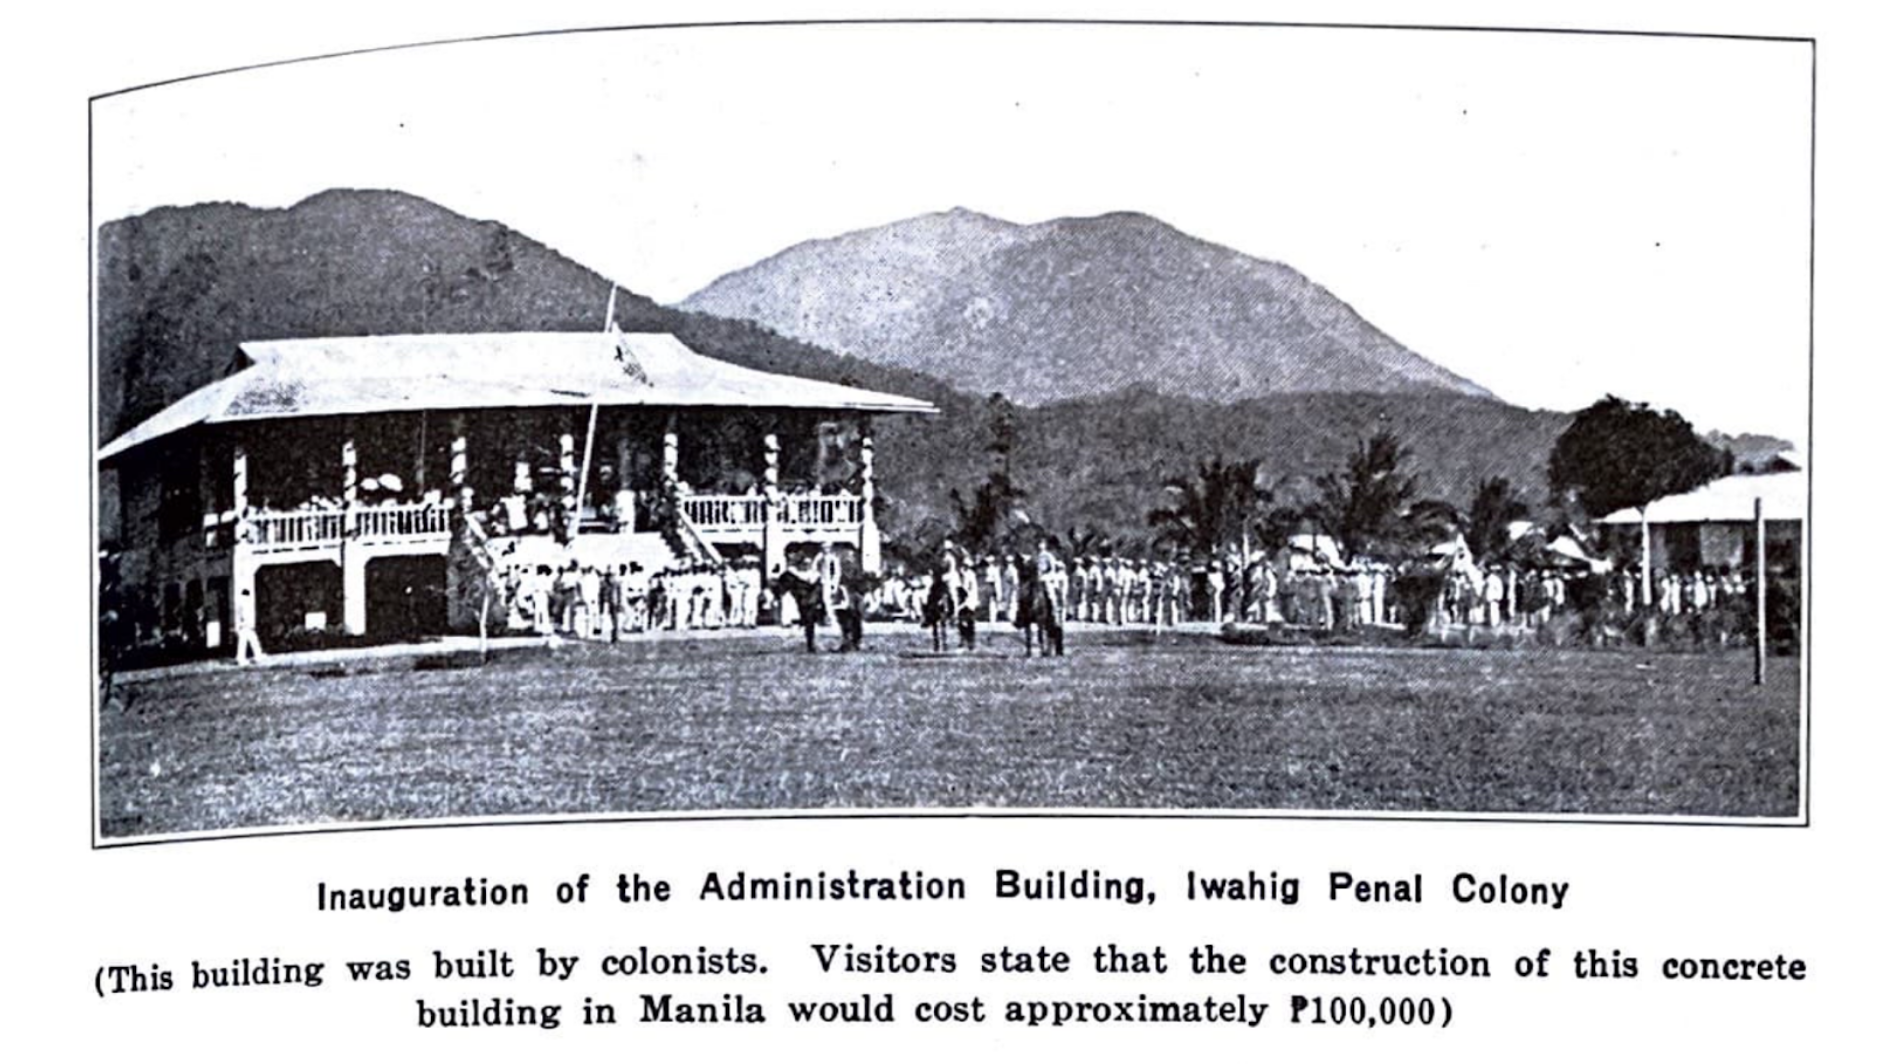 Inauguration of the Administration Building, Iwahig Penal Colony
(This building was built by colonists. Visitors state that the construction of this concrete
building in Manila would cost approximately ₱100,000)